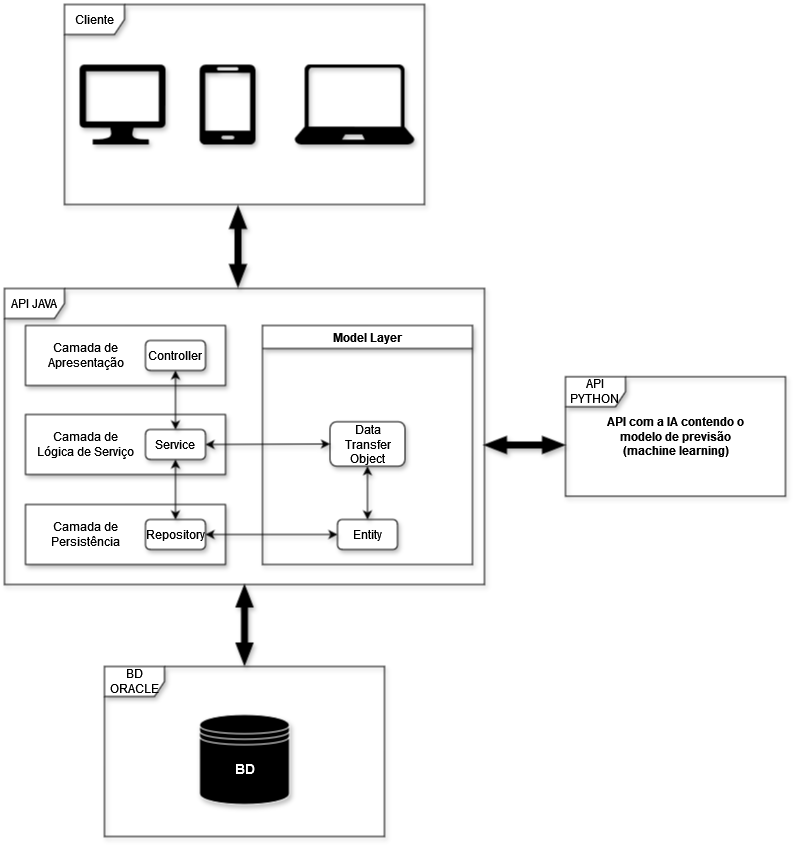 Cliente
API JAVA
Camada de
Apresentação
Controller
Camada de
Lógica de Serviço
Service
Camada de
Persistência
Repository
Model Layer
Data
Transfer
Object
Entity
API
PYTHON
API com a IA contendo o
modelo de previsão
(machine learning)
BD
ORACLE
BD